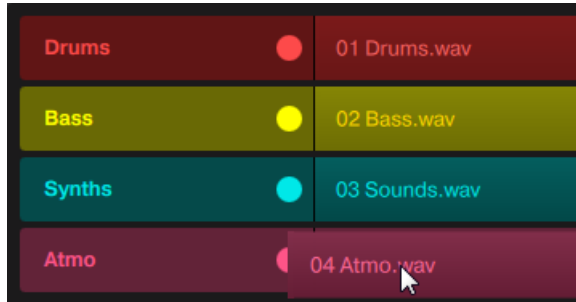 Drums 01 Drums.wav
Bass 02 Bass.wav
Synths 03 Sounds.wav
Atmo 04 Atmo.wav